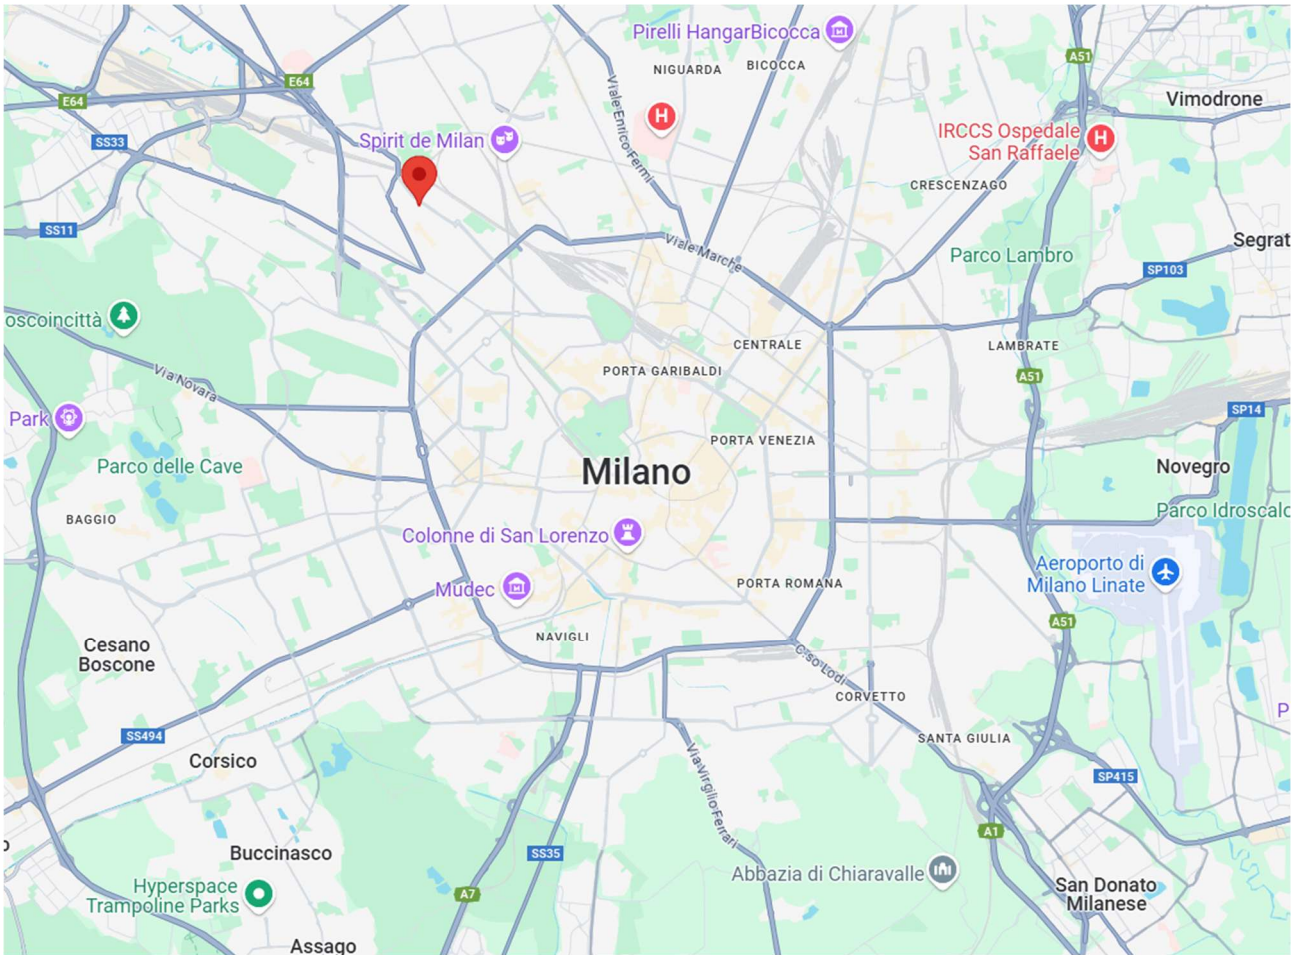 Pirelli HangarBicocca
NIGUARDA
BICOCCA
A51
E64
E64
Vimodrone
SS33
Spirit de Milan
H
Viale Enrico Fermi
IRCCS Ospedale
San Raffaele
H
CRESCENZAGO
SS11
Viale Marche
Parco Lambro
Segrat
SP103
oscoincittà
CENTRALE
LAMBRATE
PORTA GARIBALDI
A51
Via Novara
Park
SP14
PORTA VENEZIA
Milano
Parco delle Cave
Novegro
BAGGIO
Parco Idroscalo
Colonne di San Lorenzo
Aeroporto di
Milano Linate
Mudec
PORTA ROMANA
A51
NAVIGLI
Cesano
Boscone
C.so Lodi
CORVETTO
P
SS494
SANTA GIULIA
Corsico
Via Virgilio Ferrari
SP415
A1
o
Buccinasco
SS35
Abbazia di Chiaravalle
Hyperspace
Trampoline Parks
A7
San Donato
Milanese
Assago